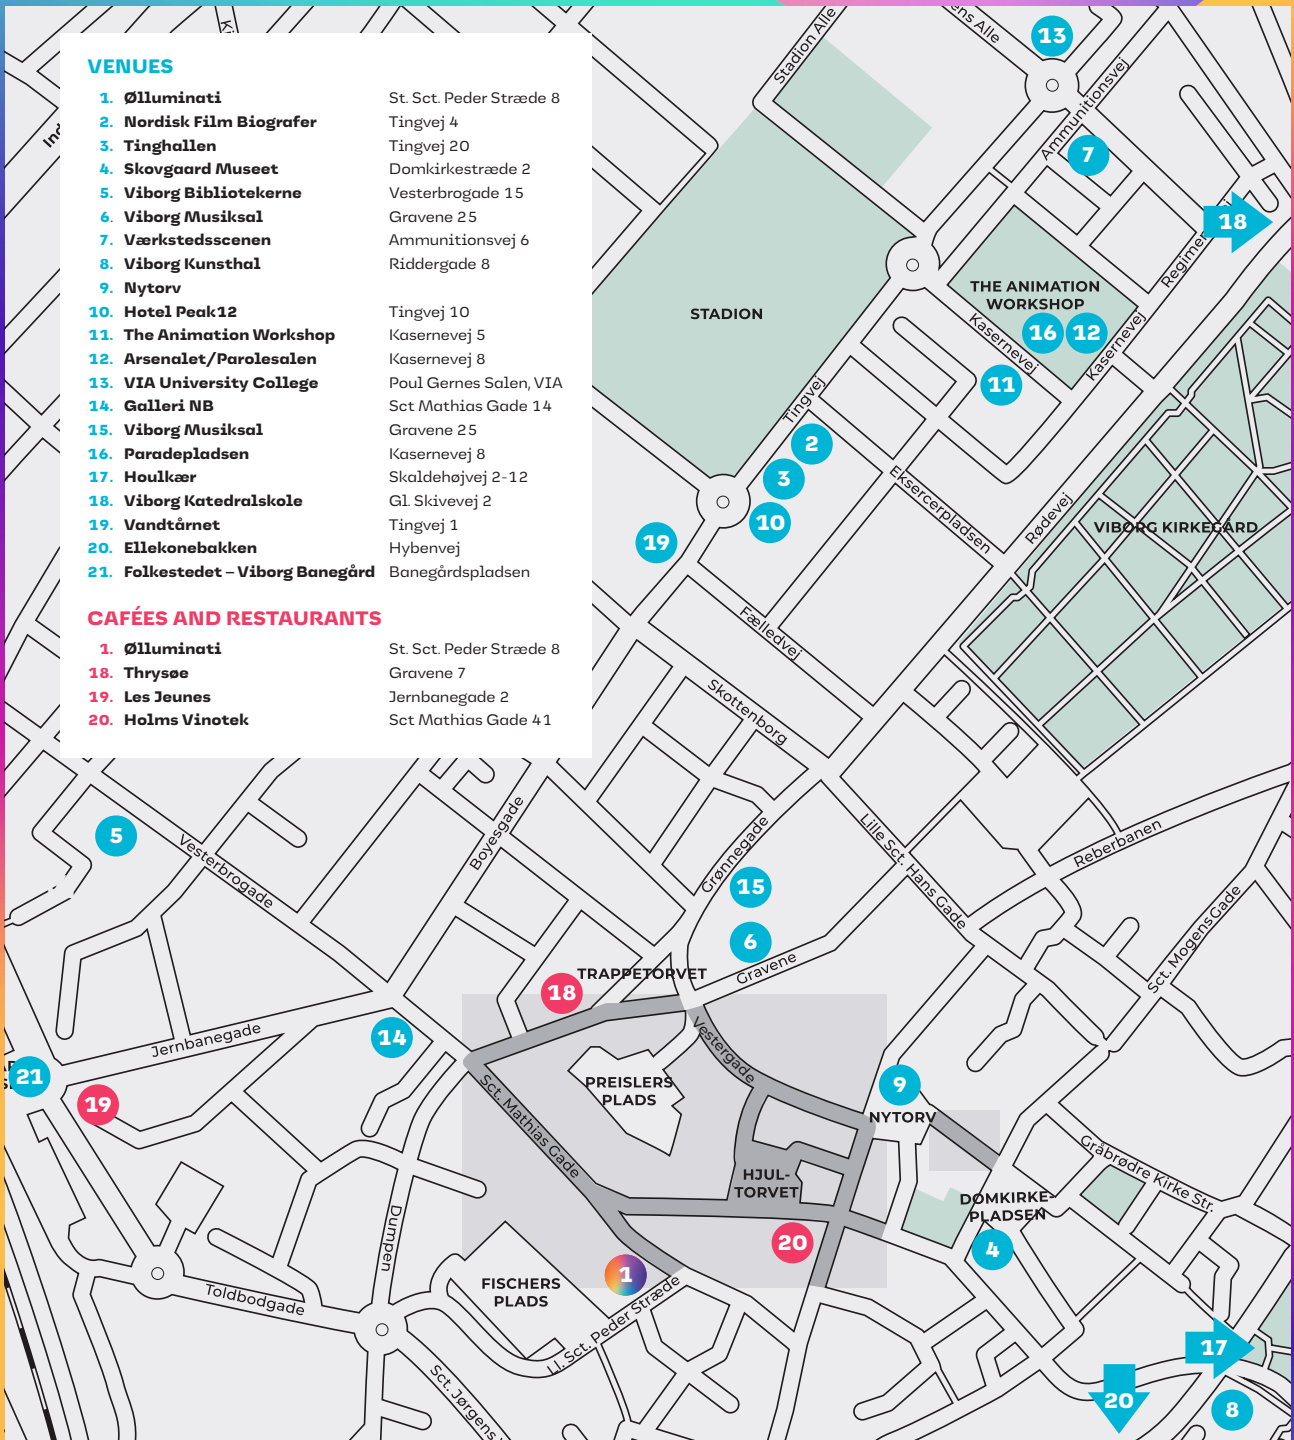 VENUES
1. Ølluminati St. Sct. Peder Stræde 8
2. Nordisk Film Biografer Tingvej 4
3. Tinghallen Tingvej 20
4. Skovgaard Museet Domkirkestræde 2
5. Viborg Bibliotekerne Vesterbrogade 15
6. Viborg Musiksal Gravene 25
7. Værkstedsscenen Ammunitionsvej 6
8. Viborg Kunsthal Riddergade 8
9. Nytorv
10. Hotel Peak12 Tingvej 10
11. The Animation Workshop Kasernevej 5
12. Arsenalet/Parolesalen Kasernevej 8
13. VIA University College Poul Gernes Salen, VIA
14. Galleri NB Sct Mathias Gade 14
15. Viborg Musiksal Gravene 25
16. Paradepladsen Kasernevej 8
17. Houlkær Skaldehøjvej 2-12
18. Viborg Katedralskole Gl. Skivevej 2
19. Vandtårnet Tingvej 1
20. Ellekonebakken Hybenvej
21. Folkestedet – Viborg Banegård Banegårdspladsen
CAFÉES AND RESTAURANTS
1. Ølluminati St. Sct. Peder Stræde 8
18. Thrysøe Gravene 7
19. Les Jeunes Jernbanegade 2
20. Holms Vinotek Sct Mathias Gade 41
Stadion Alle
ens Alle
13
Ammunitionsvej
7
18
Regimen
THE ANIMATION
WORKSHOP
16
12
Kasernevej
Kasernevej
11
STADION
Tingvej
2
3
10
19
Eksercerpladsen
Rødevej
VIBORG KIRKEGÅRD
Fælledvej
Skottenborg
5
Vesterbrogade
Boyesgade
Grønnegade
Lille Sct. Hans Gade
Reberbanen
Sct. Mogens Gade
15
6
Gravene
TRAPPETORVET
18
14
Jernbanegade
21
19
Vestergade
PREISLERS
PLADS
Sct. Mathias Gade
9
NYTORV
HJUL-
TORVET
Gråbrødre Kirke Str.
DOMKIRKE-
PLADSEN
4
20
Dumpen
1
FISCHERS
PLADS
Toldbodgade
Ll. Sct. Peder Stræde
Sct. Jørgens
17
20
8